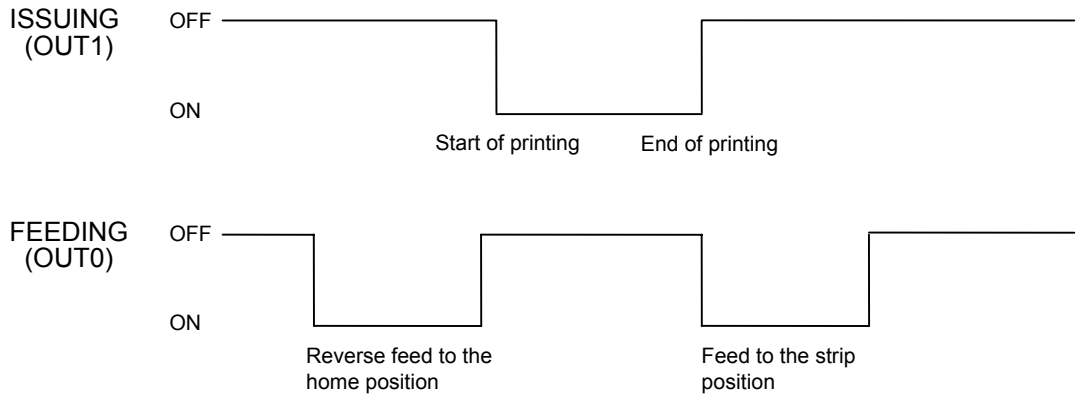 ISSUING
(OUT1)
OFF
ON
Start of printing
End of printing
FEEDING
(OUT0)
OFF
ON
Reverse feed to the
home position
Feed to the strip
position